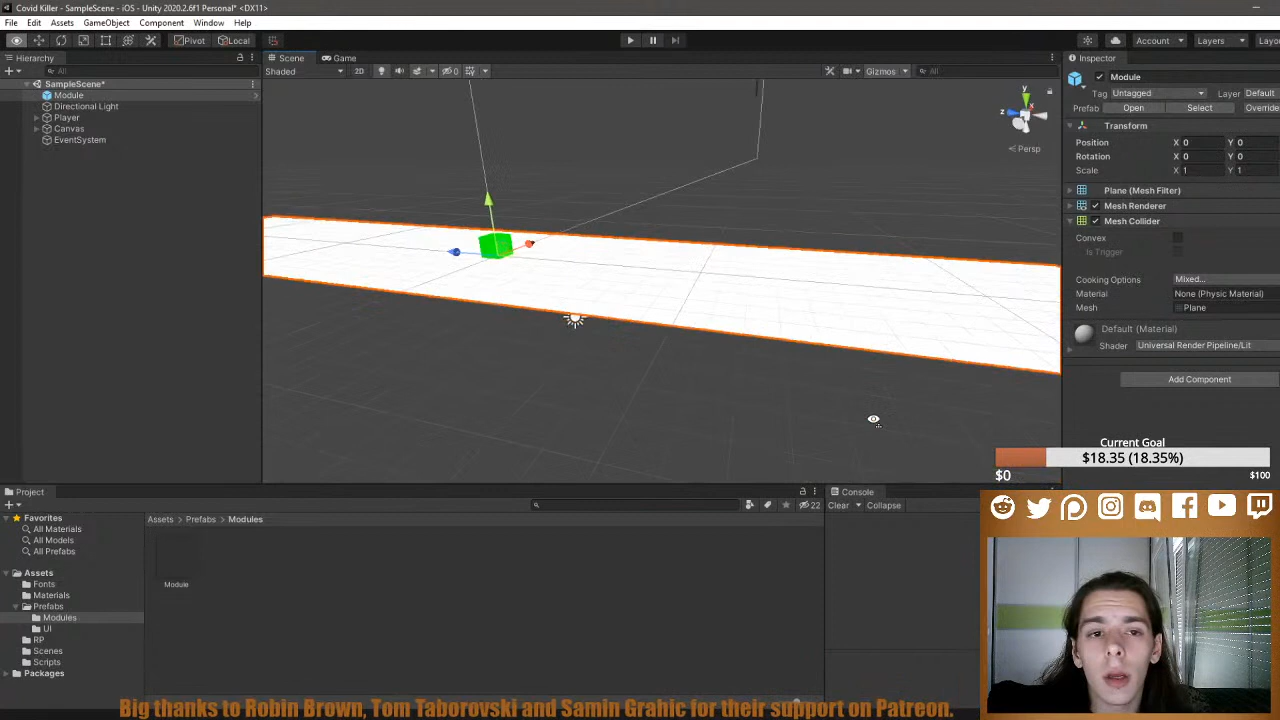 Covid Killer - SampleScene - iOS - Unity 2020.2.6f1 Personal* <DX11>
File Edit Assets GameObject Component Window Help
Pivot Local Account Layers Layou
Hierarchy Scene Game Inspector
All Shaded 2D 0 Gizmos All
SampleScene*
Module
Directional Light
Player
Canvas
EventSystem
y
x
z
Persp
Module
Tag Untagged Layer Default
Prefab Open Select Override
Transform
Position X 0 Y 0
Rotation X 0 Y 0
Scale X 1 Y 1
Plane (Mesh Filter)
Mesh Renderer
Mesh Collider
Convex
Is Trigger
Cooking Options Mixed...
Material None (Physic Material)
Mesh Plane
Default (Material)
Shader Universal Render Pipeline/Lit
Add Component
Current Goal
$18.35 (18.35%)
$0 $100
Project
22
Favorites
All Materials
All Models
All Prefabs
Assets
Fonts
Materials
Prefabs
Modules
UI
RP
Scenes
Scripts
Packages
Assets > Prefabs > Modules
Module
Console
Clear Collapse
Big thanks to Robin Brown, Tom Taborovski and Samin Grahic for their support on Patreon.